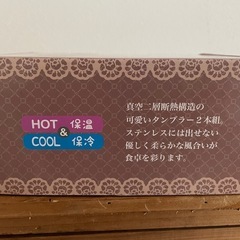 HOT 保温
&
COOL 保冷
真空二層断熱構造の
可愛いタンブラー２本組。
ステンレスには出せない
優しく柔らかな風合いが
食卓を彩ります。